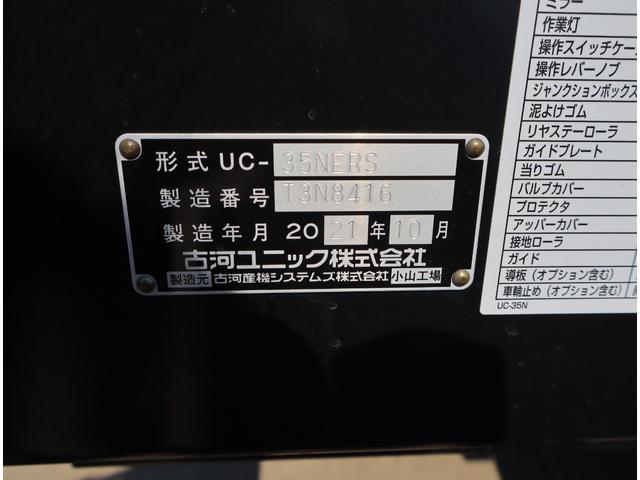 形式 UC- 35NERS
製造番号 T3N8416
製造年月 2021年10月
古河ユニック株式会社
製造元 古河産機システムズ株式会社 小山工場
ミラー
作業灯
操作スイッチケー
操作レバーノブ
ジャンクションボックス
泥よけゴム
リヤステーローラ
ガイドプレート
当りゴム
バルブカバー
プロテクタ
アッパーカバー
接地ローラ
ガイド
導板（オプション含む）
車輪止め（オプション含む）
UC-35N